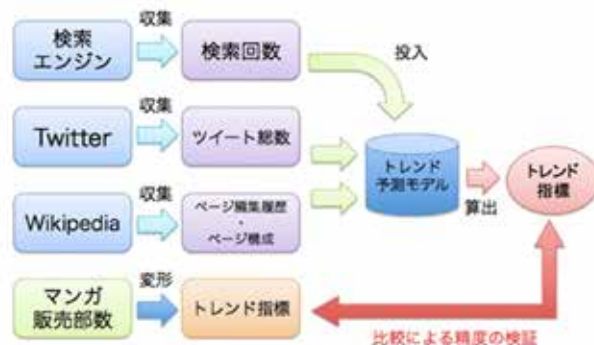 検索
エンジン
収集
検索回数
投入
Twitter
収集
ツイート総数
トレンド
予測モデル
算出
トレンド
指標
Wikipedia
収集
ページ編集履歴
・
ページ構成
マンガ
販売部数
変形
トレンド指標
比較による精度の検証